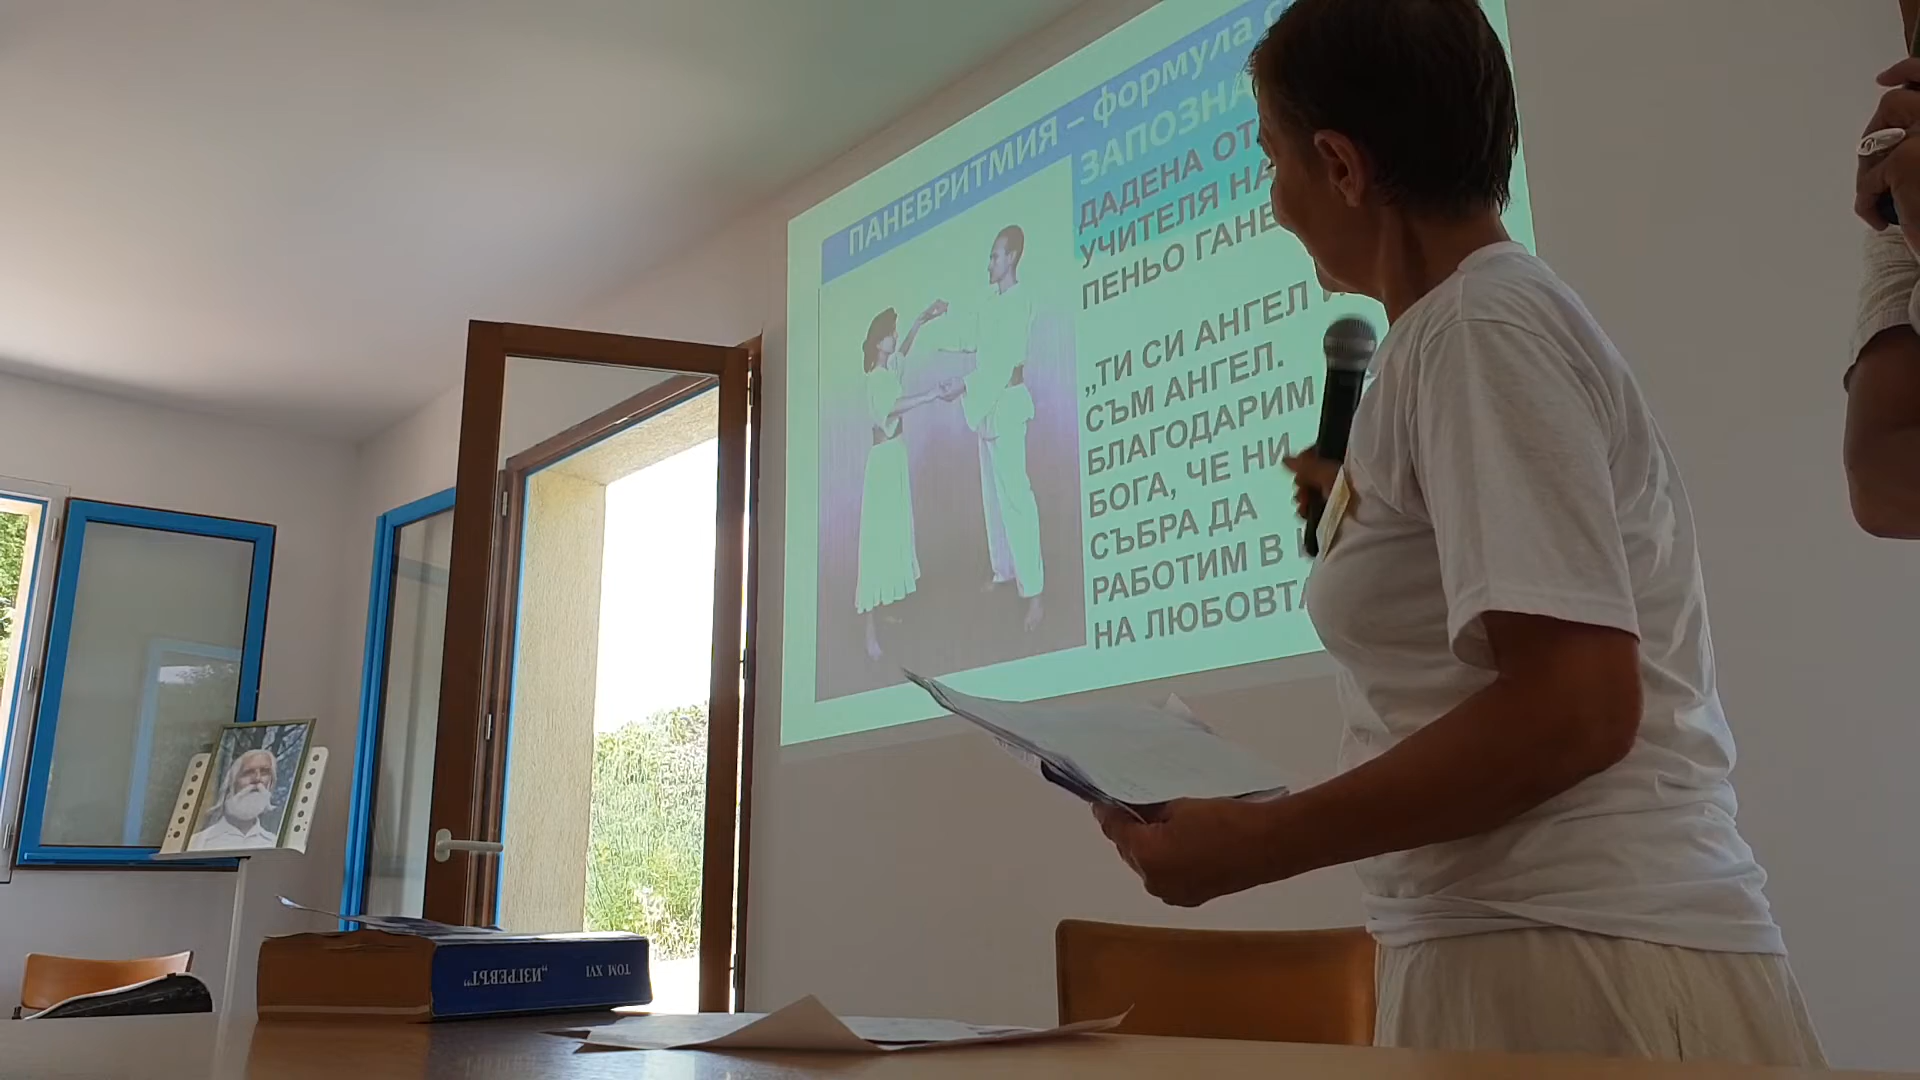 ПАНЕВРИТМИЯ – формула
ЗАПОЗНА
ДАДЕНА ОТ
УЧИТЕЛЯ НА
ПЕНЬО ГАНЕ
„ТИ СИ АНГЕЛ
СЪМ АНГЕЛ.
БЛАГОДАРИМ
БОГА, ЧЕ НИ
СЪБРА ДА
РАБОТИМ В
НА ЛЮБОВТА
ТОМ XVI „ИЗГРЕВЪТ”